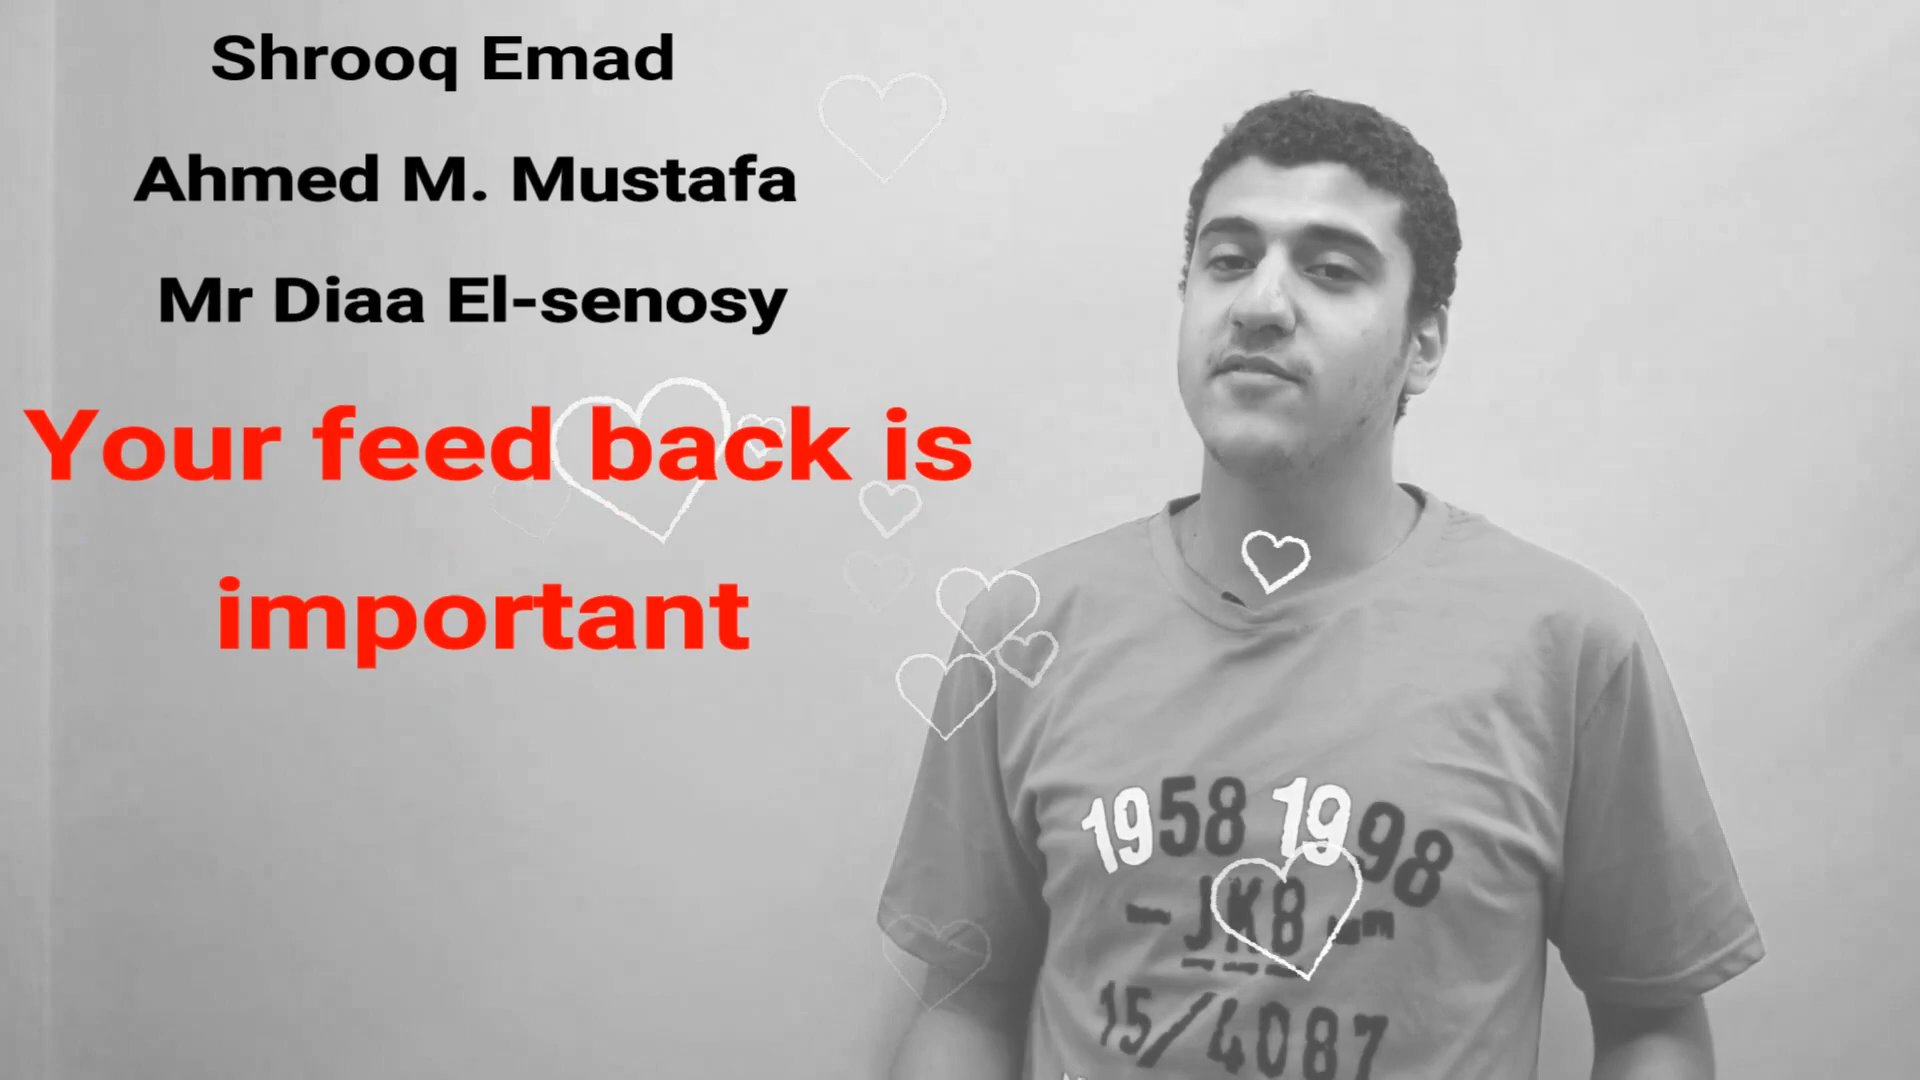 Shrooq Emad
Ahmed M. Mustafa
Mr Diaa El-senosy
Your feed back is
important
1958 1998
- JKB -
15/4087